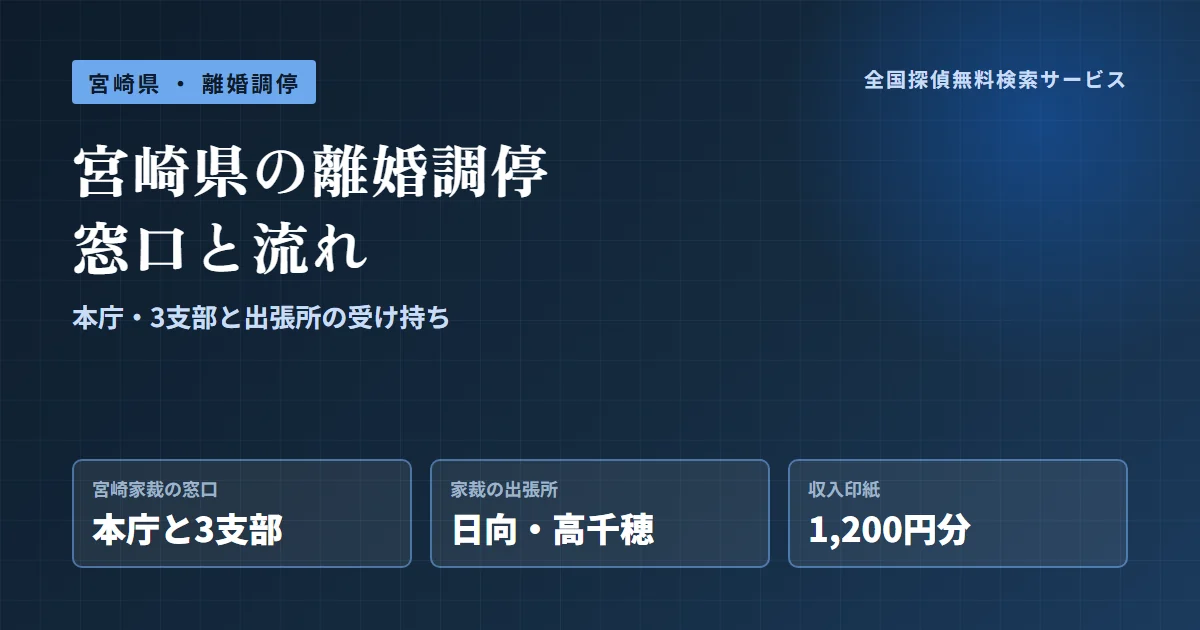 宮崎県 ・ 離婚調停
全国探偵無料検索サービス
宮崎県の離婚調停
窓口と流れ
本庁・3支部と出張所の受け持ち
宮崎家裁の窓口
本庁と3支部
家裁の出張所
日向・高千穂
収入印紙
1,200円分